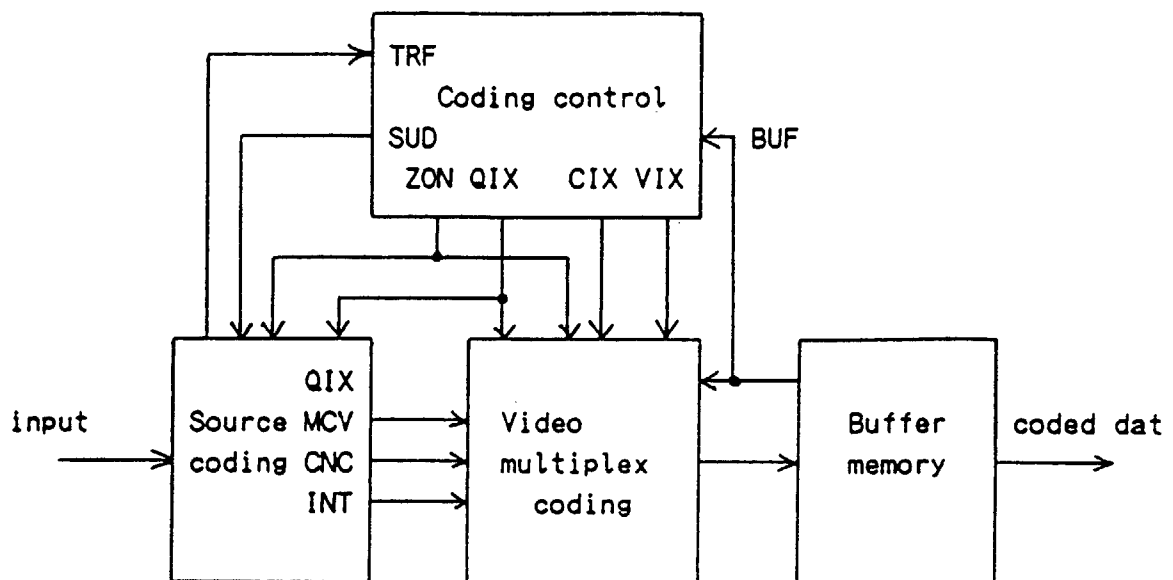 TRF
Coding control
SUD
BUF
ZON QIX CIX VIX
QIX
input
Source MCV
coding CNC
INT
Video
multiplex
coding
Buffer
memory
coded dat